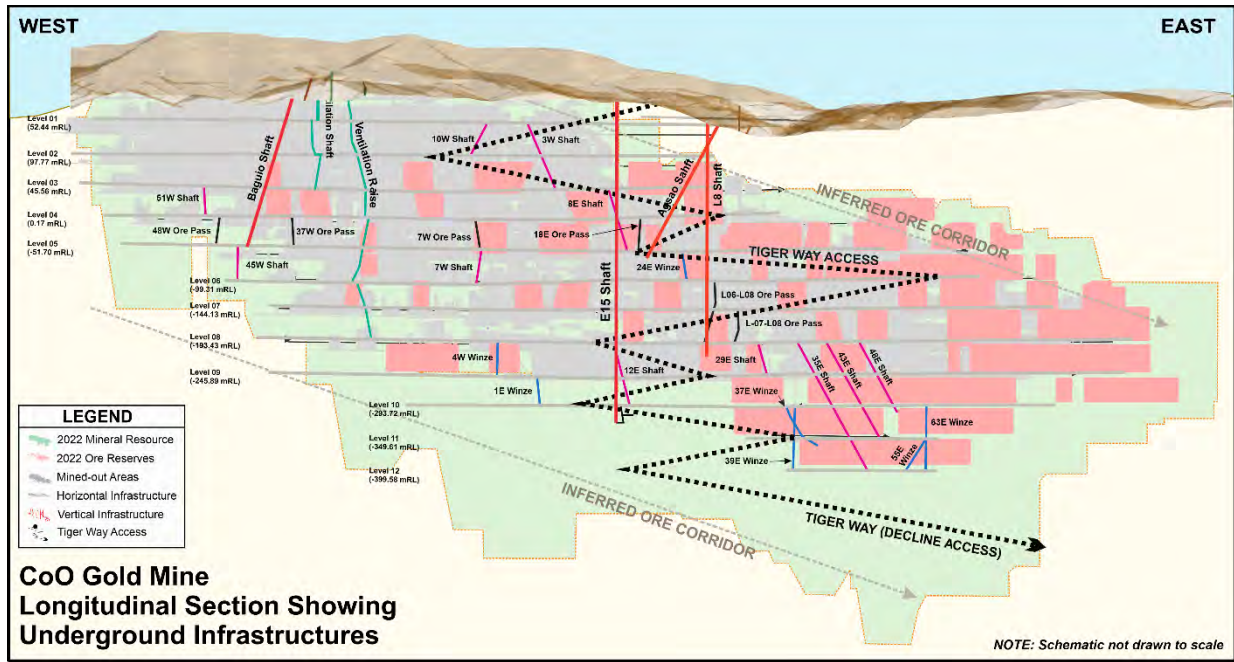 WEST
EAST
Level 01
(52.44 mRL)
Level 02
(97.77 mRL)
Level 03
(45.56 mRL)
Level 04
(0.17 mRL)
Level 05
(-51.70 mRL)
Level 06
(-99.31 mRL)
Level 07
(-144.13 mRL)
Level 08
(-193.43 mRL)
Level 09
(-245.89 mRL)
Level 10
(-293.72 mRL)
Level 11
(-349.61 mRL)
Level 12
(-399.58 mRL)
Baguio Shaft
ilation Shaft
Ventilation Raise
10W Shaft
3W Shaft
51W Shaft
8E Shaft
Agsao Sahft
L8 Shaft
48W Ore Pass
37W Ore Pass
7W Ore Pass
18E Ore Pass
45W Shaft
7W Shaft
24E Winze
TIGER WAY ACCESS
INFERRED ORE CORRIDOR
E15 Shaft
L06-L08 Ore Pass
L-07-L08 Ore Pass
4W Winze
12E Shaft
29E Shaft
35E Shaft
43E Shaft
48E Shaft
1E Winze
37E Winze
63E Winze
55E
Winze
39E Winze
INFERRED ORE CORRIDOR
TIGER WAY (DECLINE ACCESS)
LEGEND
2022 Mineral Resource
2022 Ore Reserves
Mined-out Areas
Horizontal Infrastructure
Vertical Infrastructure
Tiger Way Access
CoO Gold Mine
Longitudinal Section Showing
Underground Infrastructures
NOTE: Schematic not drawn to scale